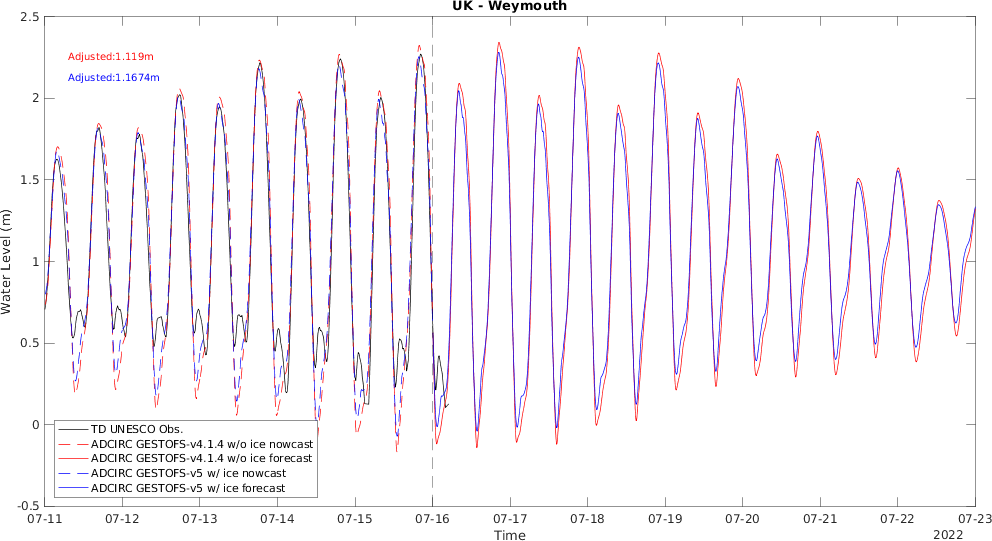 UK - Weymouth
2.5
2
1.5
1
0.5
0
-0.5
Water Level (m)
Adjusted:1.119m
Adjusted:1.1674m
TD UNESCO Obs.
ADCIRC GESTOFS-v4.1.4 w/o ice nowcast
ADCIRC GESTOFS-v4.1.4 w/o ice forecast
ADCIRC GESTOFS-v5 w/ ice nowcast
ADCIRC GESTOFS-v5 w/ ice forecast
07-11 07-12 07-13 07-14 07-15 07-16 07-17 07-18 07-19 07-20 07-21 07-22 07-23
Time
2022